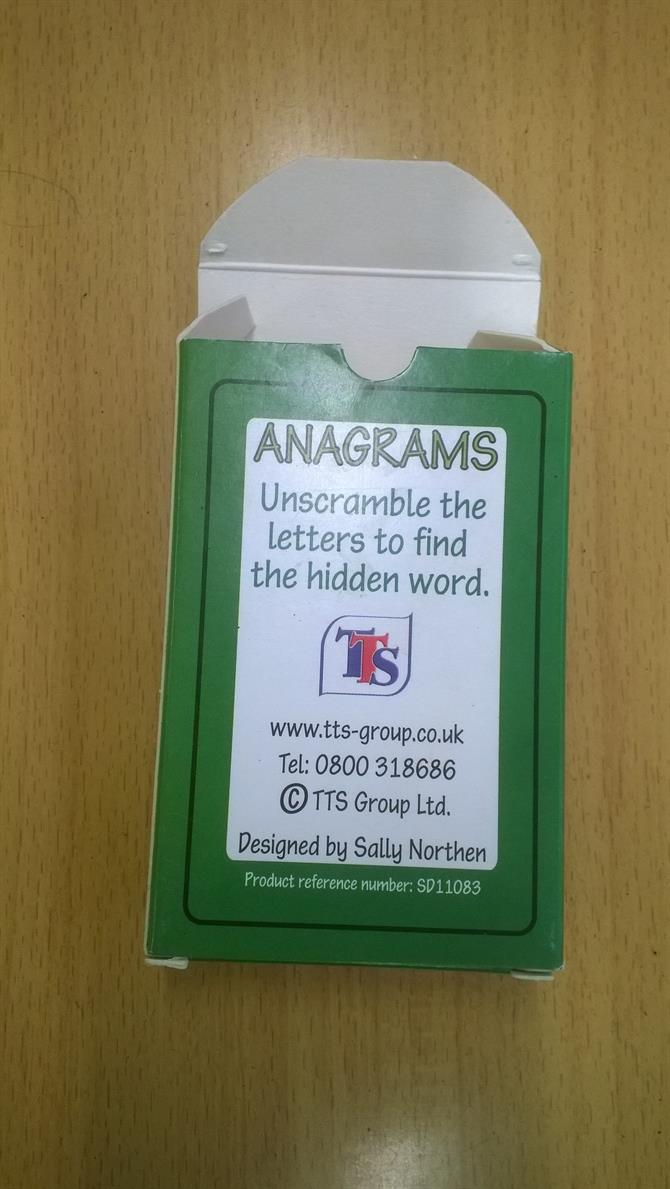 ANAGRAMS
Unscramble the
letters to find
the hidden word.
TTS
www.tts-group.co.uk
Tel: 0800 318686
© TTS Group Ltd.
Designed by Sally Northen
Product reference number: SD11083